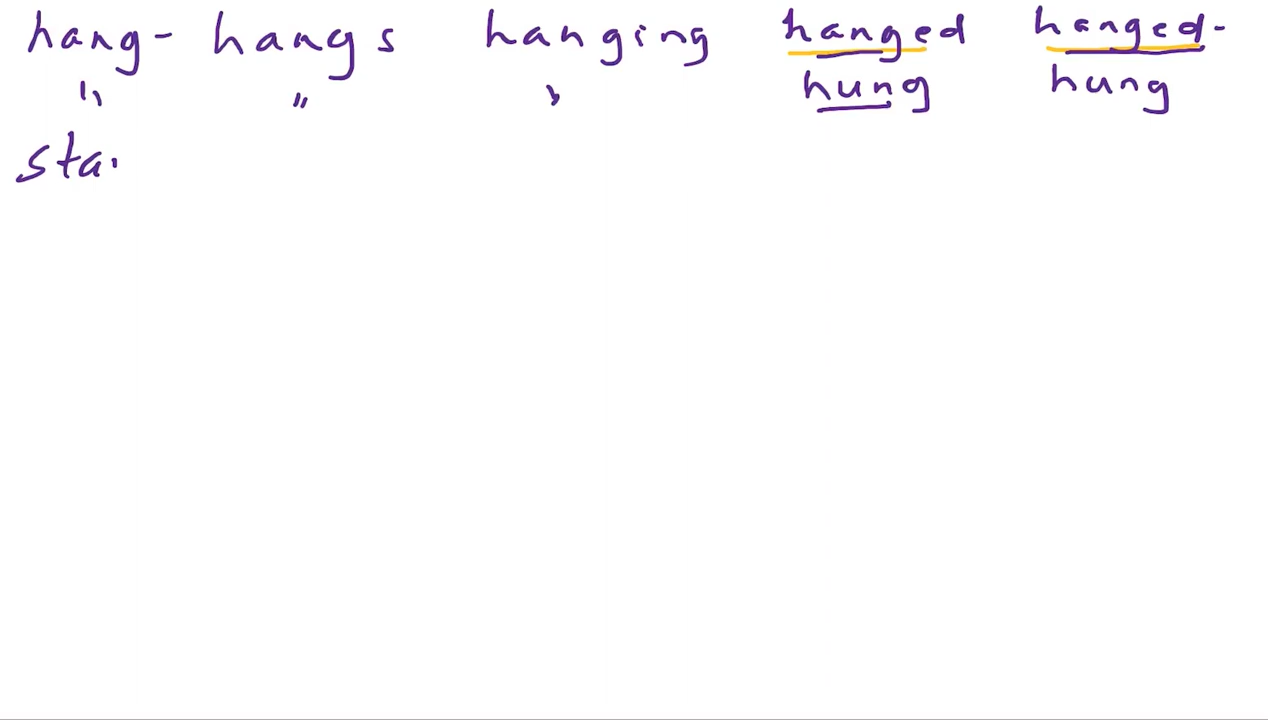 hang - hangs hanging hanged hanged -
" " " hung hung
sta